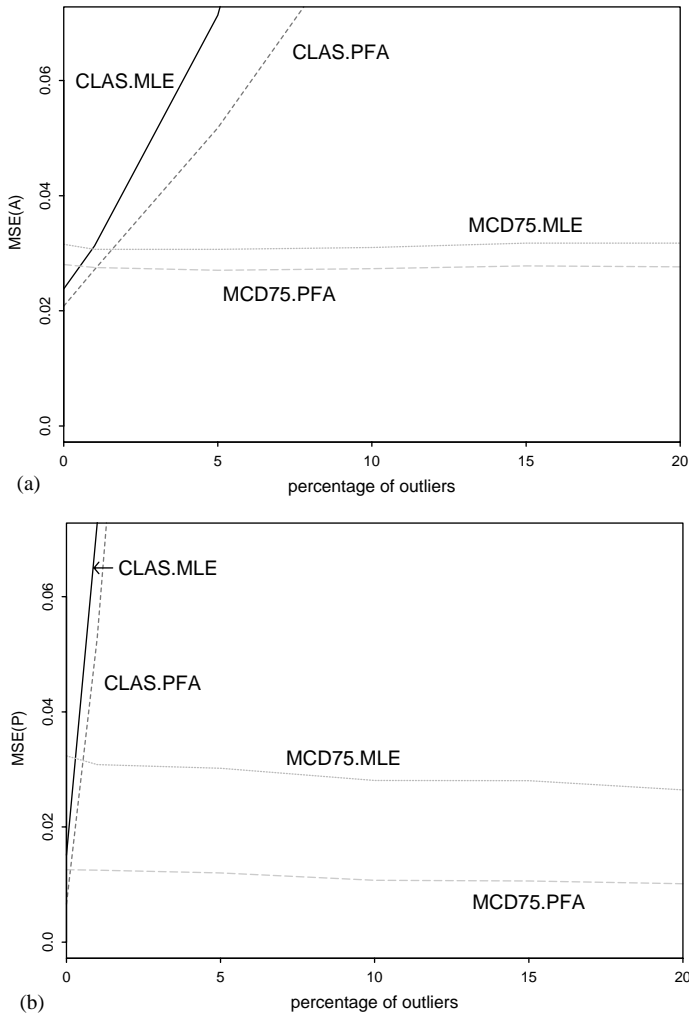 CLAS.MLE
CLAS.PFA
MCD75.MLE
MCD75.PFA
MSE(A)
0.0
0.02
0.04
0.06
0 5 10 15 20
percentage of outliers
(a)
CLAS.MLE
CLAS.PFA
MCD75.MLE
MCD75.PFA
MSE(P)
0.0
0.02
0.04
0.06
0 5 10 15 20
percentage of outliers
(b)